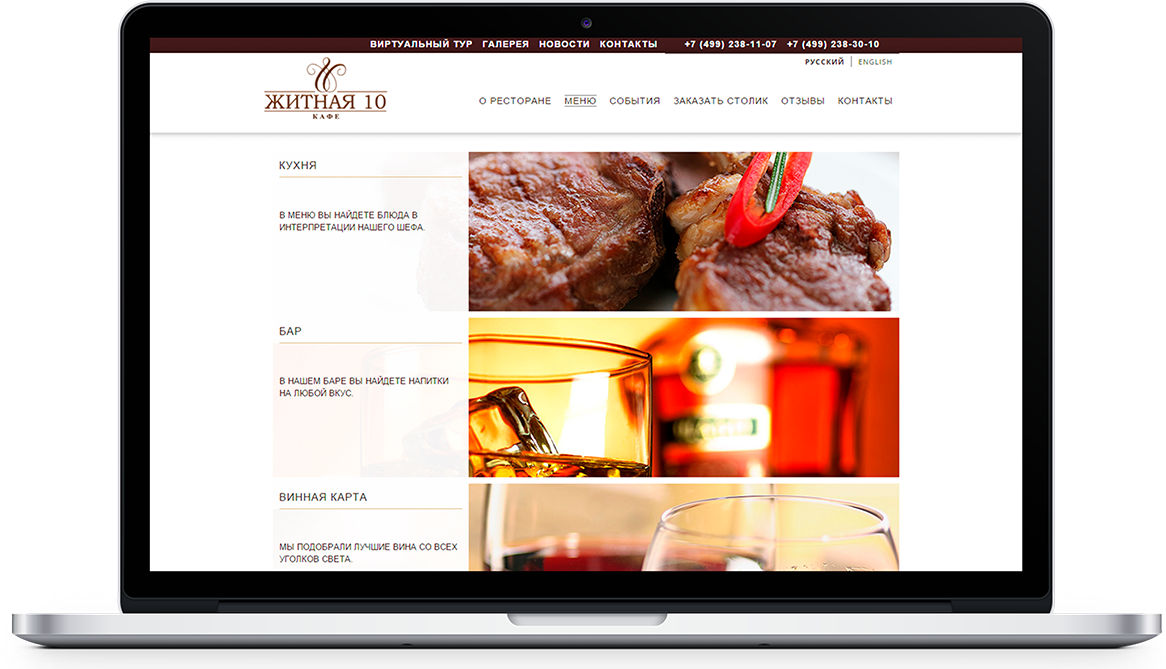 ВИРТУАЛЬНЫЙ ТУР ГАЛЕРЕЯ НОВОСТИ КОНТАКТЫ +7 (499) 238-11-07 +7 (499) 238-30-10
РУССКИЙ | ENGLISH
ЖИТНАЯ 10
КАФЕ
О РЕСТОРАНЕ МЕНЮ СОБЫТИЯ ЗАКАЗАТЬ СТОЛИК ОТЗЫВЫ КОНТАКТЫ
КУХНЯ
В МЕНЮ ВЫ НАЙДЕТЕ БЛЮДА В
ИНТЕРПРЕТАЦИИ НАШЕГО ШЕФА.
БАР
В НАШЕМ БАРЕ ВЫ НАЙДЕТЕ НАПИТКИ
НА ЛЮБОЙ ВКУС.
ВИННАЯ КАРТА
МЫ ПОДОБРАЛИ ЛУЧШИЕ ВИНА СО ВСЕХ
УГОЛКОВ СВЕТА.